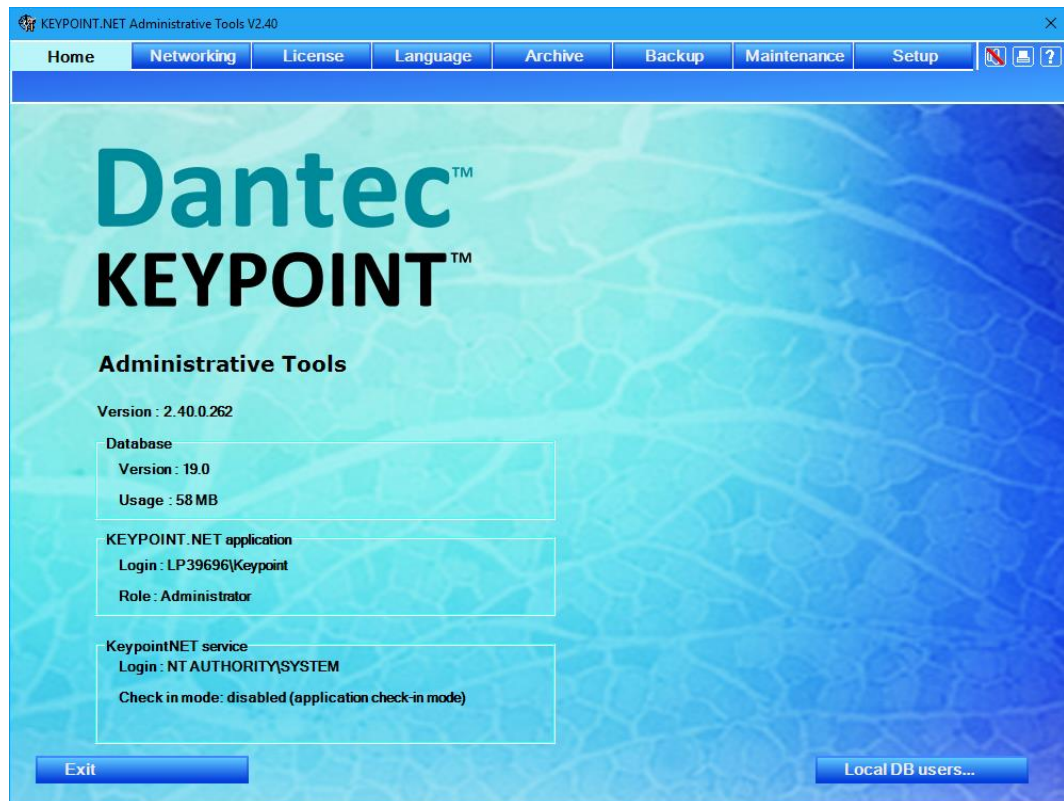 KEYPOINT.NET Administrative Tools V2.40
Home Networking License Language Archive Backup Maintenance Setup ?
Dantec™
KEYPOINT™
Administrative Tools
Version : 2.40.0.262
Database
Version : 19.0
Usage : 58 MB
KEYPOINT.NET application
Login : LP39696\Keypoint
Role : Administrator
KeypointNET service
Login : NT AUTHORITY\SYSTEM
Check in mode: disabled (application check-in mode)
Exit Local DB users...